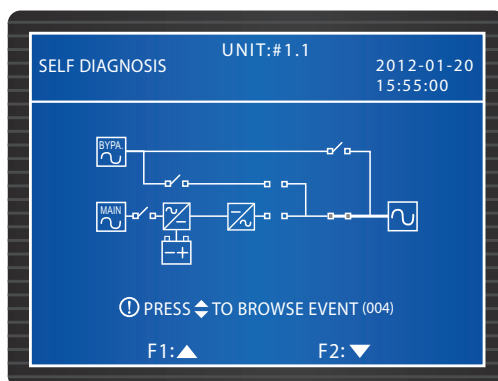 UNIT:#1.1
SELF DIAGNOSIS
2012-01-20
15:55:00
BYPA.
MAIN
! PRESS TO BROWSE EVENT (004)
F1: F2: